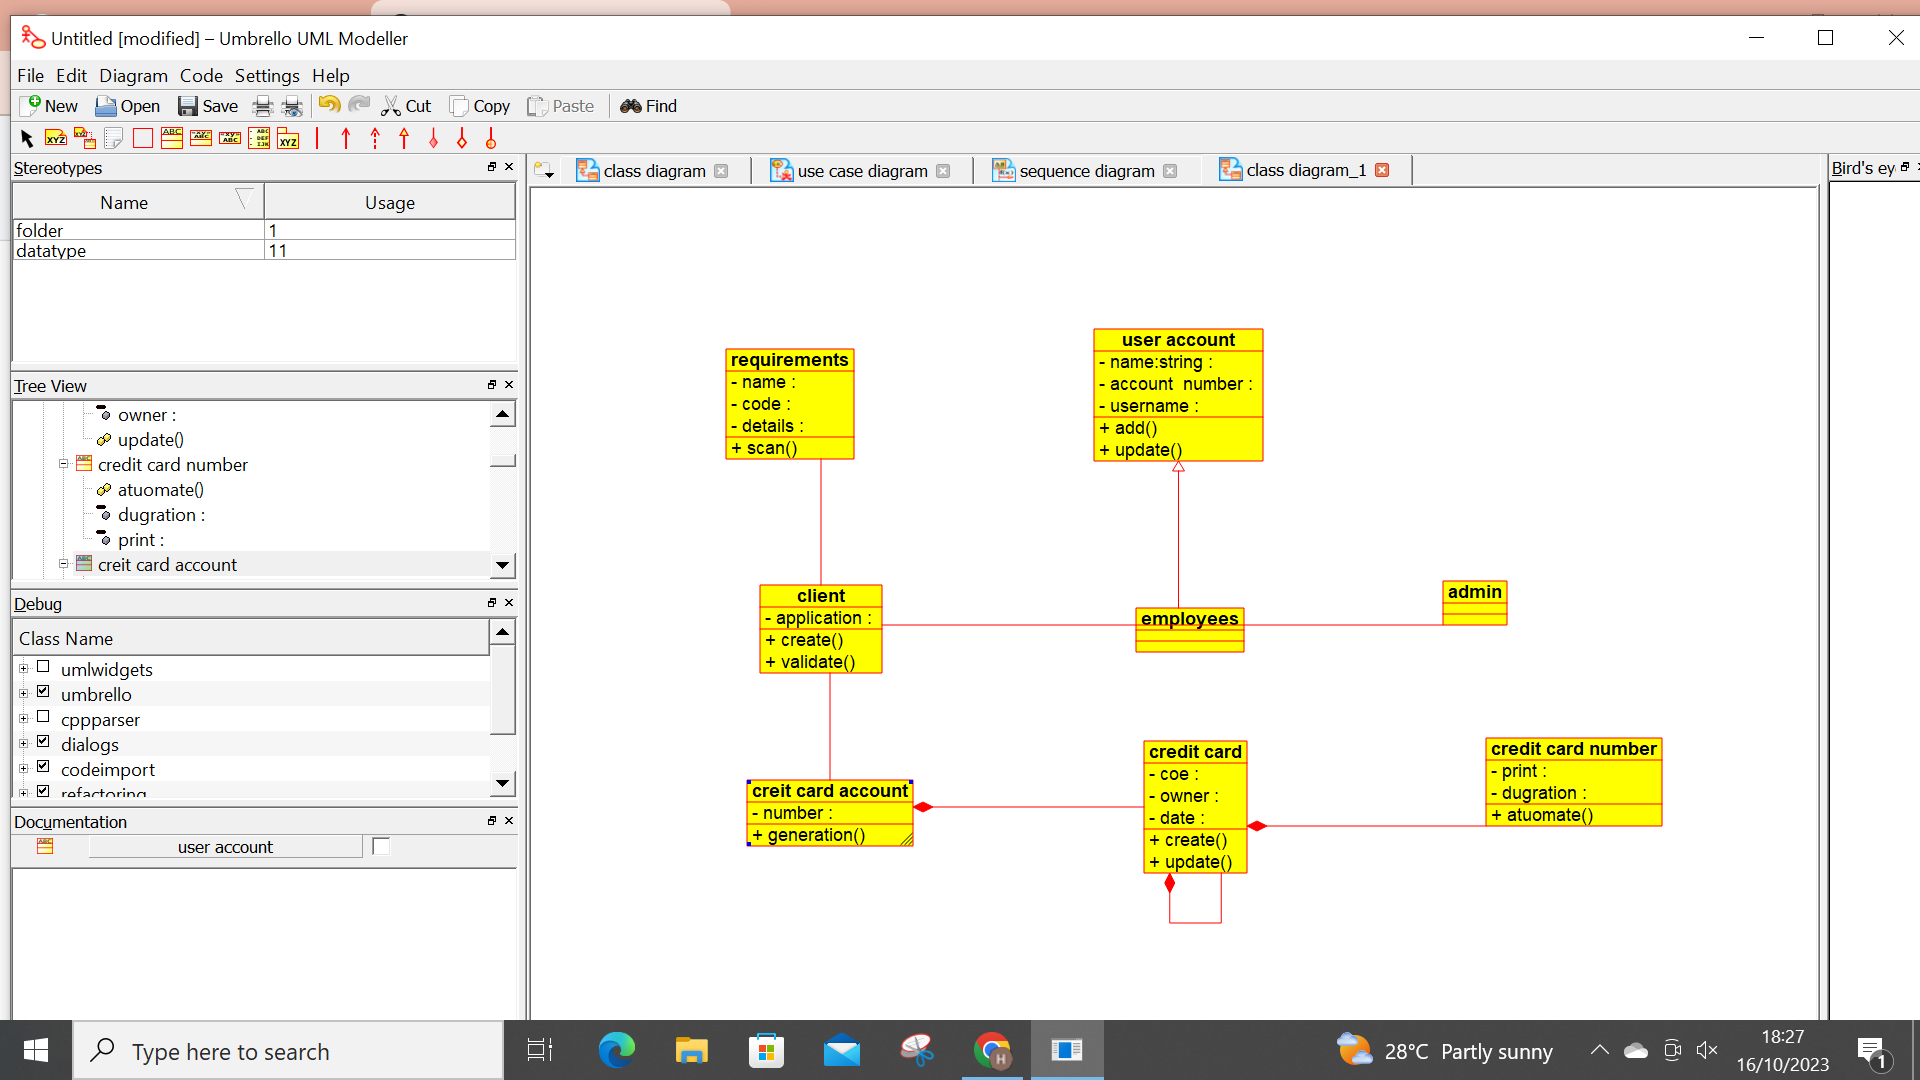 Untitled [modified] – Umbrello UML Modeller
File Edit Diagram Code Settings Help
New Open Save Cut Copy Paste Find
Stereotypes
Name Usage
folder 1
datatype 11
Tree View
owner :
update()
credit card number
atuomate()
dugration :
print :
creit card account
Debug
Class Name
umlwidgets
umbrello
cppparser
dialogs
codeimport
refactoring
Documentation
user account
class diagram
use case diagram
sequence diagram
class diagram_1
Bird's ey
requirements
- name :
- code :
- details :
+ scan()
user account
- name:string :
- account  number :
- username :
+ add()
+ update()
client
- application :
+ create()
+ validate()
employees
admin
creit card account
- number :
+ generation()
credit card
- coe :
- owner :
- date :
+ create()
+ update()
credit card number
- print :
- dugration :
+ atuomate()
Type here to search
28°C Partly sunny
18:27
16/10/2023
1